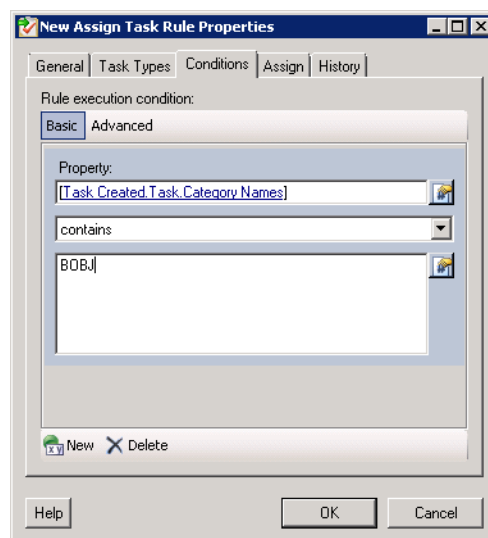 New Assign Task Rule Properties
General Task Types Conditions Assign History
Rule execution condition:
Basic Advanced
Property:
[Task Created.Task.Category Names]
contains
BOBJ
New Delete
Help OK Cancel